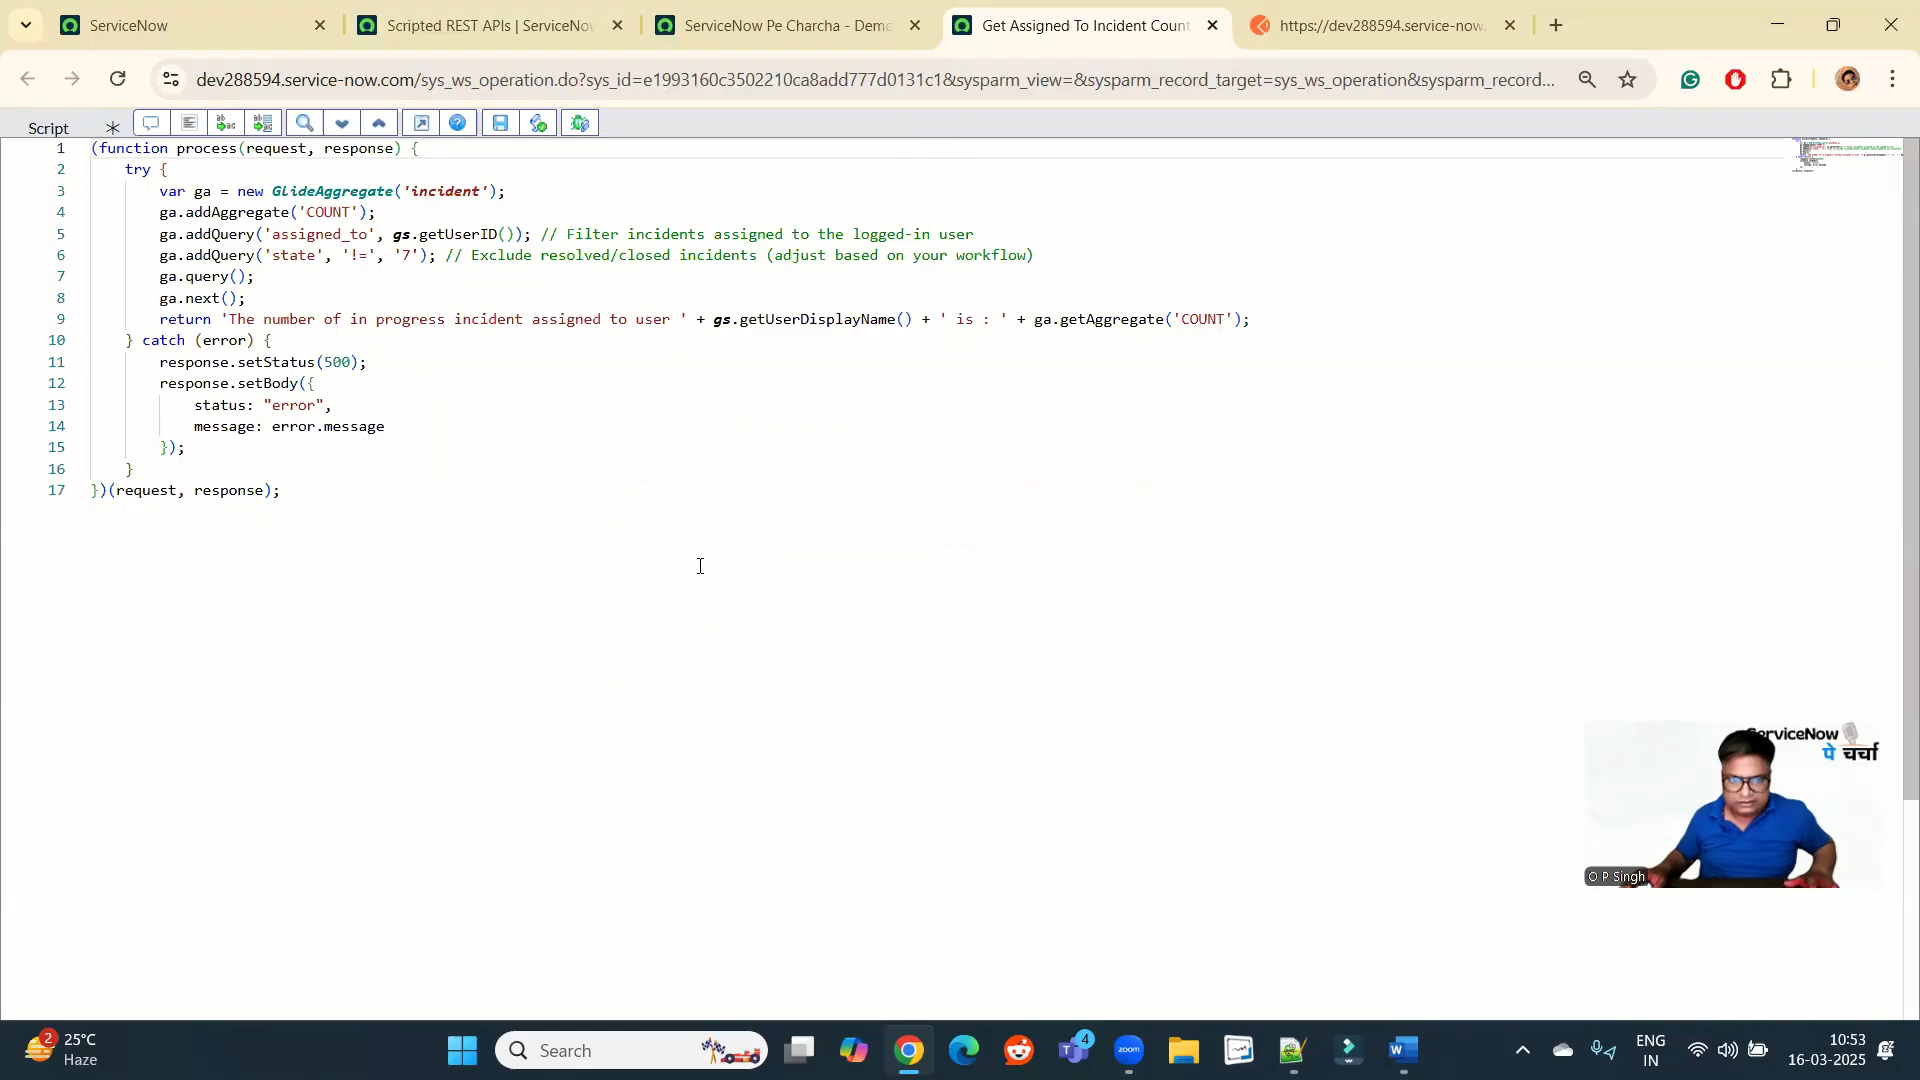 ServiceNow
Scripted REST APIs | ServiceNow
ServiceNow Pe Charcha - Demo
Get Assigned To Incident Count
https://dev288594.service-now.
dev288594.service-now.com/sys_ws_operation.do?sys_id=e1993160c3502210ca8add777d0131c1&sysparm_view=&sysparm_record_target=sys_ws_operation&sysparm_record...
Script
1 (function process(request, response) {
2 try {
3 var ga = new GlideAggregate('incident');
4 ga.addAggregate('COUNT');
5 ga.addQuery('assigned_to', gs.getUserID()); // Filter incidents assigned to the logged-in user
6 ga.addQuery('state', '!=', '7'); // Exclude resolved/closed incidents (adjust based on your workflow)
7 ga.query();
8 ga.next();
9 return 'The number of in progress incident assigned to user ' + gs.getUserDisplayName() + ' is : ' + ga.getAggregate('COUNT');
10 } catch (error) {
11 response.setStatus(500);
12 response.setBody({
13 status: "error",
14 message: error.message
15 });
16 }
17 })(request, response);
ServiceNow
पे चर्चा
O P Singh
2
25°C
Haze
Search
4
zoom
ENG
IN
10:53
16-03-2025